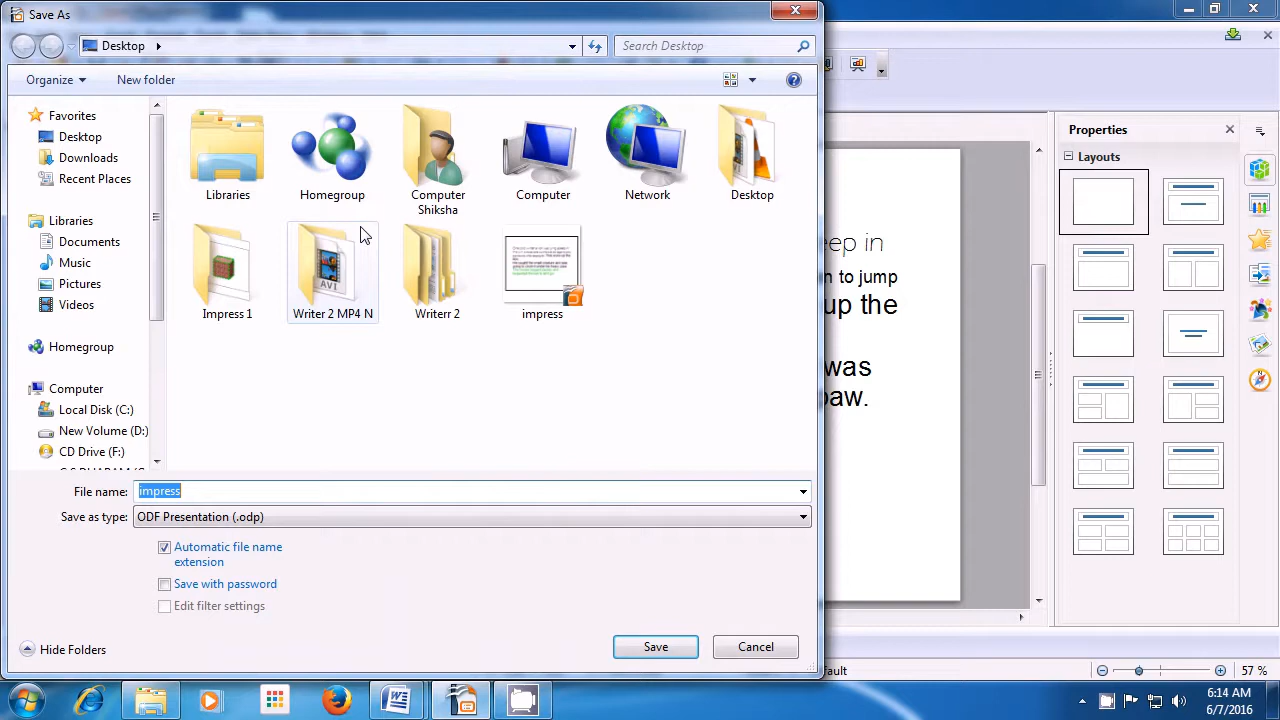 Save As
Desktop
Search Desktop
Organize
New folder
Favorites
Desktop
Downloads
Recent Places
Libraries
Documents
Music
Pictures
Videos
Homegroup
Computer
Local Disk (C:)
New Volume (D:)
CD Drive (F:)
Libraries
Homegroup
Computer
Shiksha
Computer
Network
Desktop
Impress 1
AVI
Writer 2 MP4 N
Writerr 2
impress
File name:
impress
Save as type:
ODF Presentation (.odp)
Automatic file name
extension
Save with password
Edit filter settings
Hide Folders
Save
Cancel
eep in
n to jump
up the
was
paw.
Properties
Layouts
fault
57 %
6:14 AM
6/7/2016